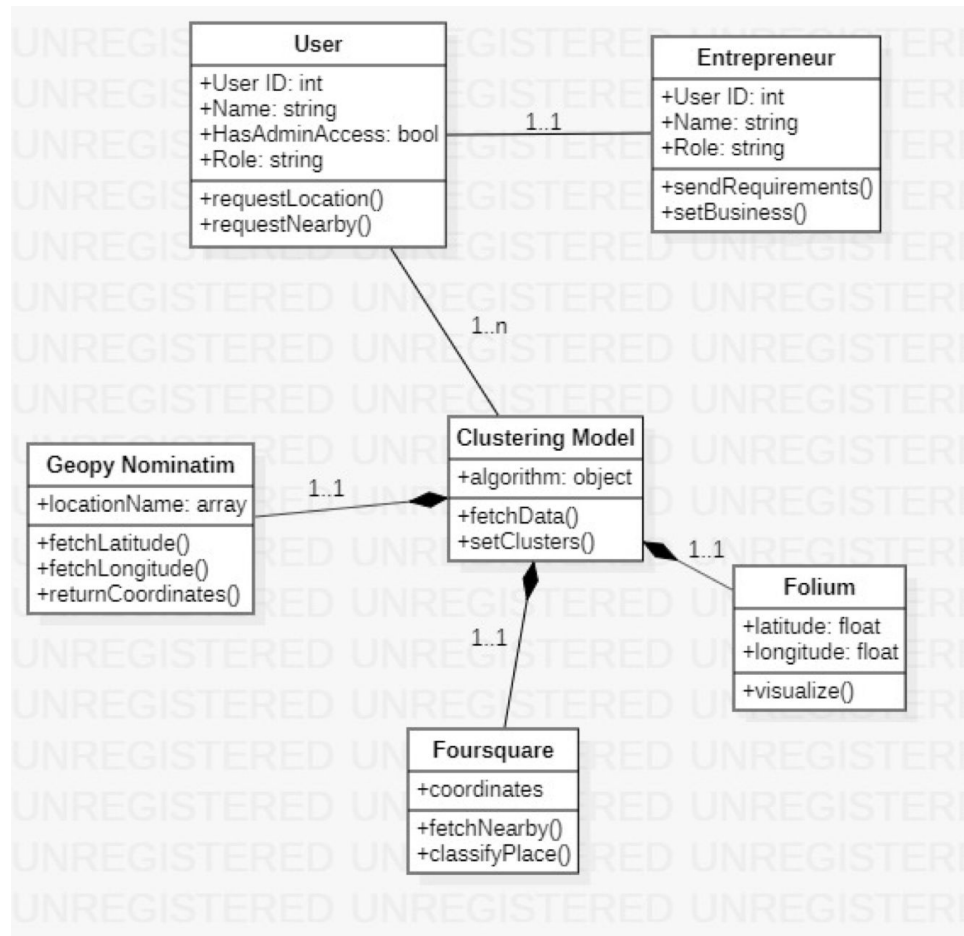 User
+User ID: int
+Name: string
+HasAdminAccess: bool
+Role: string
+requestLocation()
+requestNearby()
1..1
Entrepreneur
+User ID: int
+Name: string
+Role: string
+sendRequirements()
+setBusiness()
1..n
Clustering Model
+algorithm: object
+fetchData()
+setClusters()
Geopy Nominatim
+locationName: array
+fetchLatitude()
+fetchLongitude()
+returnCoordinates()
1..1
1..1
Folium
+latitude: float
+longitude: float
+visualize()
1..1
Foursquare
+coordinates
+fetchNearby()
+classifyPlace()
UNREGISTERED UNREGISTERED